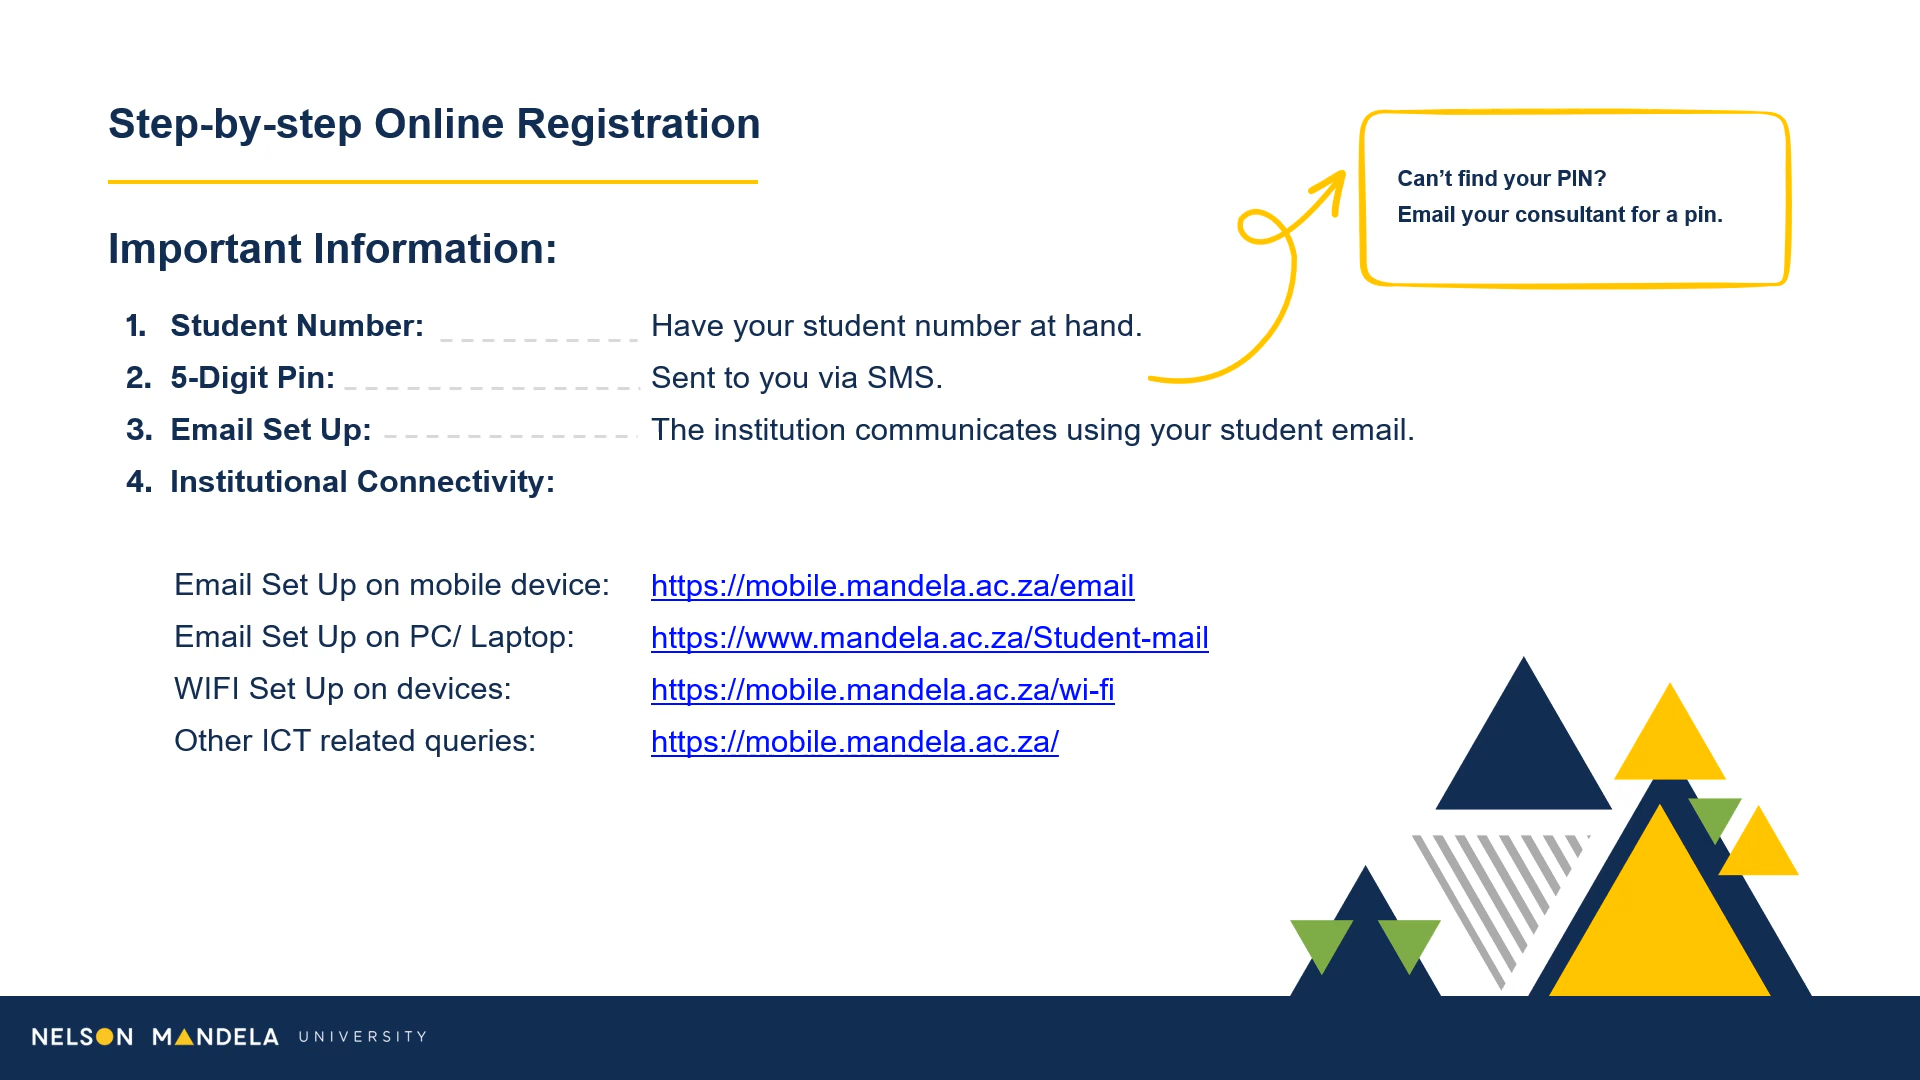 Step-by-step Online Registration
Can’t find your PIN?
Email your consultant for a pin.
Important Information:
1. Student Number: Have your student number at hand.
2. 5-Digit Pin: Sent to you via SMS.
3. Email Set Up: The institution communicates using your student email.
4. Institutional Connectivity:
Email Set Up on mobile device: https://mobile.mandela.ac.za/email
Email Set Up on PC/ Laptop: https://www.mandela.ac.za/Student-mail
WIFI Set Up on devices: https://mobile.mandela.ac.za/wi-fi
Other ICT related queries: https://mobile.mandela.ac.za/
NELSON MANDELA UNIVERSITY